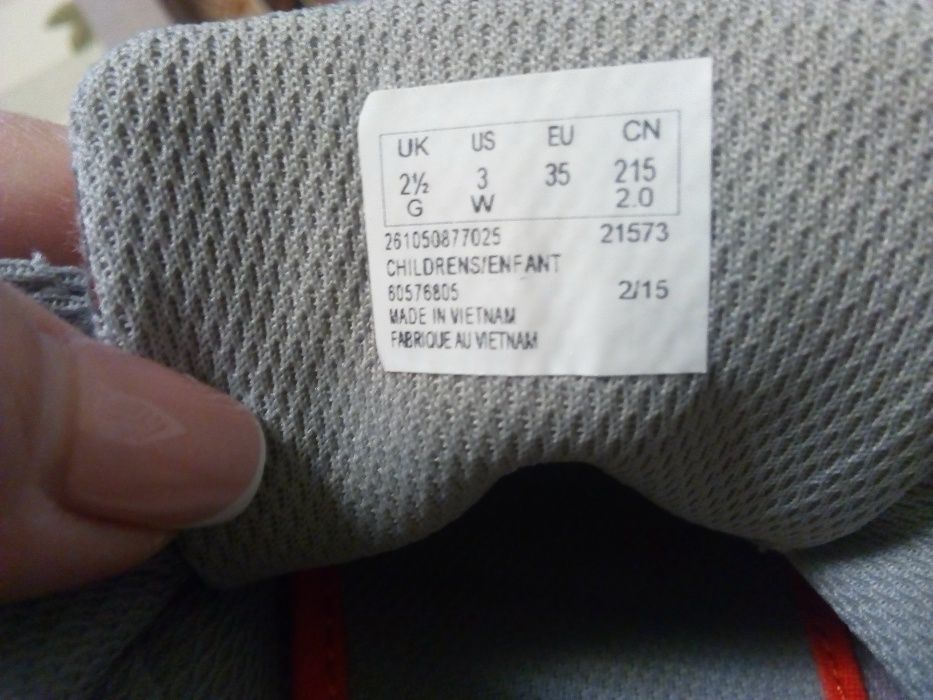 UK US EU CN
2½ 3 35 215
G W 2.0
261050877025 21573
CHILDRENS/ENFANT
60576805 2/15
MADE IN VIETNAM
FABRIQUE AU VIETNAM